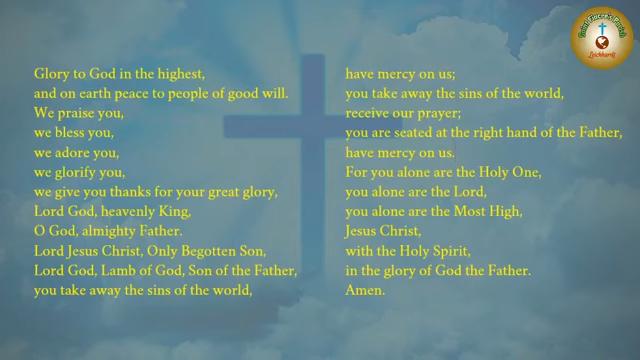 Glory to God in the highest,
and on earth peace to people of good will.
We praise you,
we bless you,
we adore you,
we glorify you,
we give you thanks for your great glory,
Lord God, heavenly King,
O God, almighty Father.
Lord Jesus Christ, Only Begotten Son,
Lord God, Lamb of God, Son of the Father,
you take away the sins of the world,
have mercy on us;
you take away the sins of the world,
receive our prayer;
you are seated at the right hand of the Father,
have mercy on us.
For you alone are the Holy One,
you alone are the Lord,
you alone are the Most High,
Jesus Christ,
with the Holy Spirit,
in the glory of God the Father.
Amen.
Saint Fiacre's Parish
Leichhardt